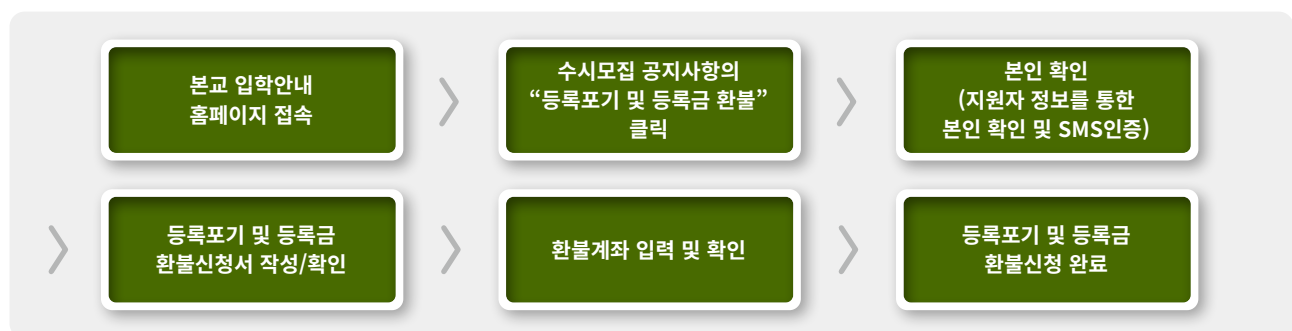 본교 입학안내
홈페이지 접속
수시모집 공지사항의
“등록포기 및 등록금 환불”
클릭
본인 확인
(지원자 정보를 통한
본인 확인 및 SMS인증)
등록포기 및 등록금
환불신청서 작성/확인
환불계좌 입력 및 확인
등록포기 및 등록금
환불신청 완료